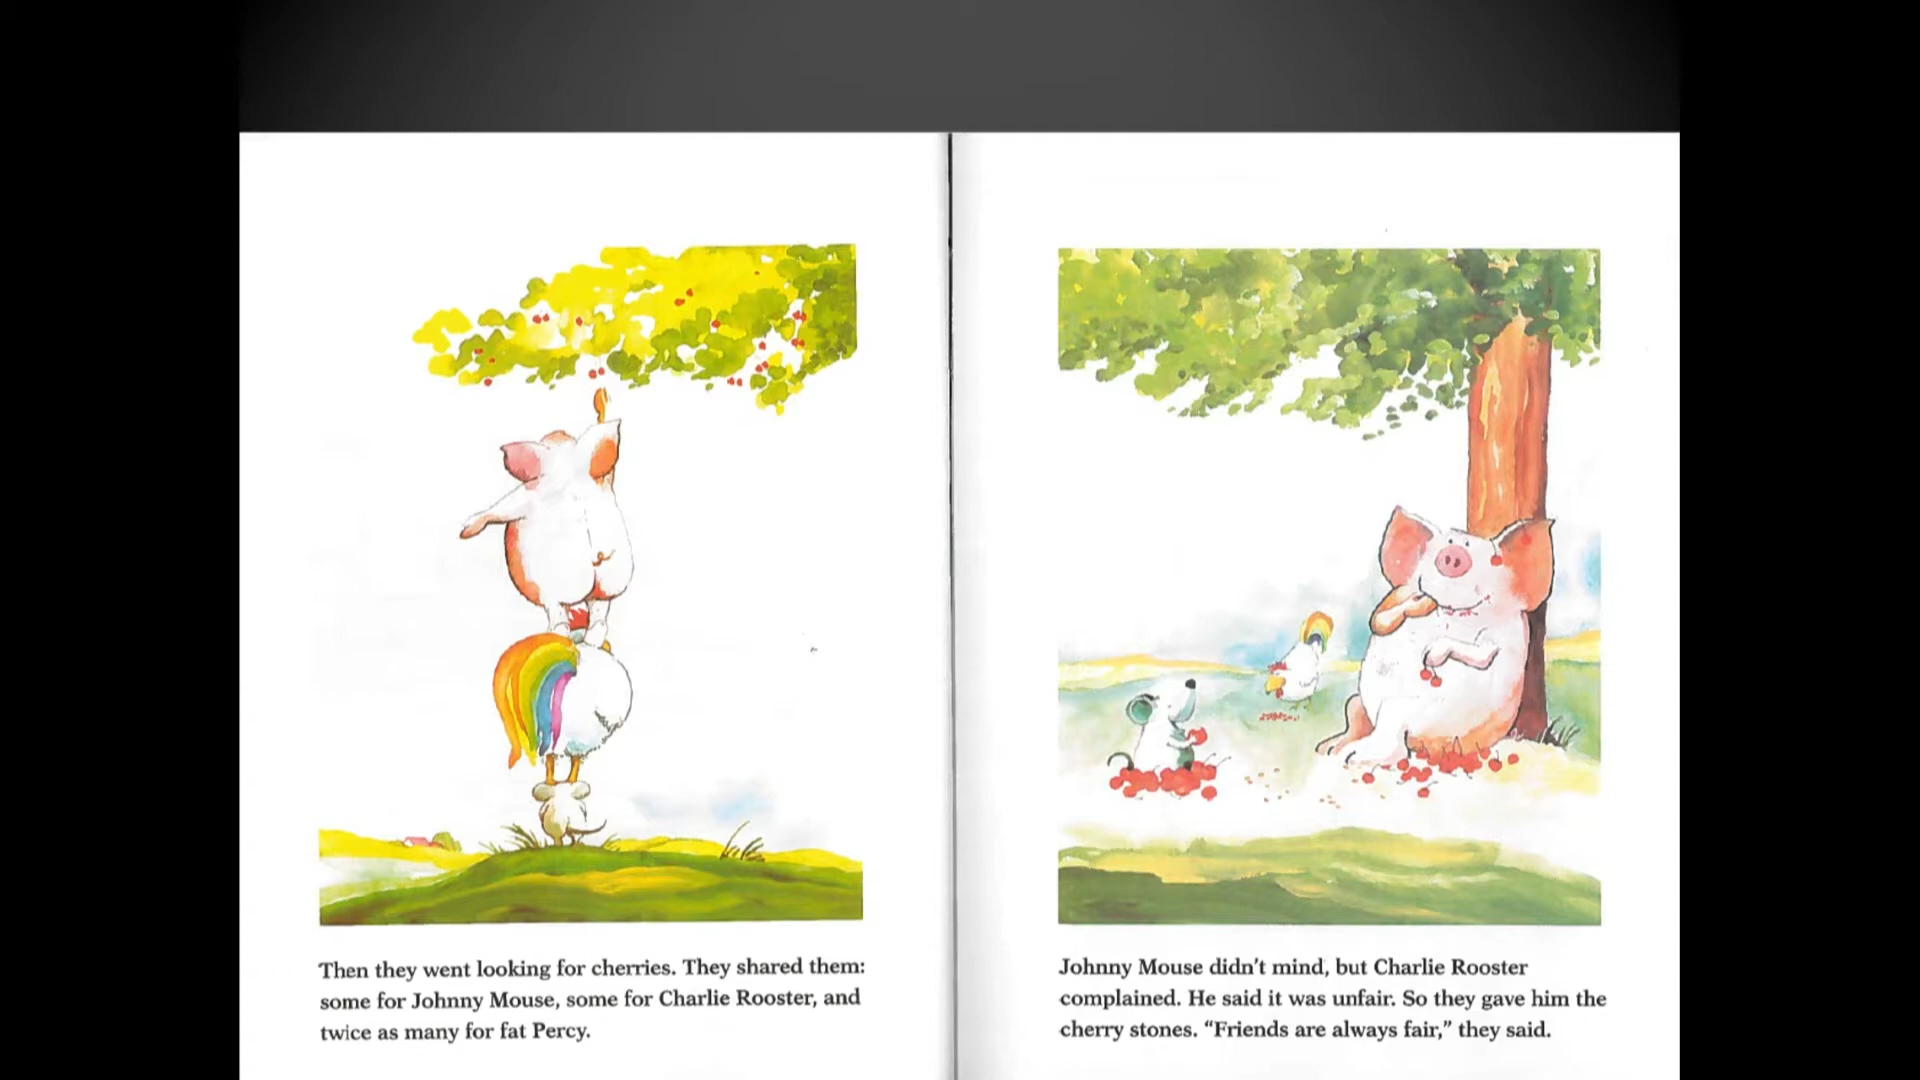 Then they went looking for cherries. They shared them:
some for Johnny Mouse, some for Charlie Rooster, and
twice as many for fat Percy.
Johnny Mouse didn't mind, but Charlie Rooster
complained. He said it was unfair. So they gave him the
cherry stones. “Friends are always fair,” they said.